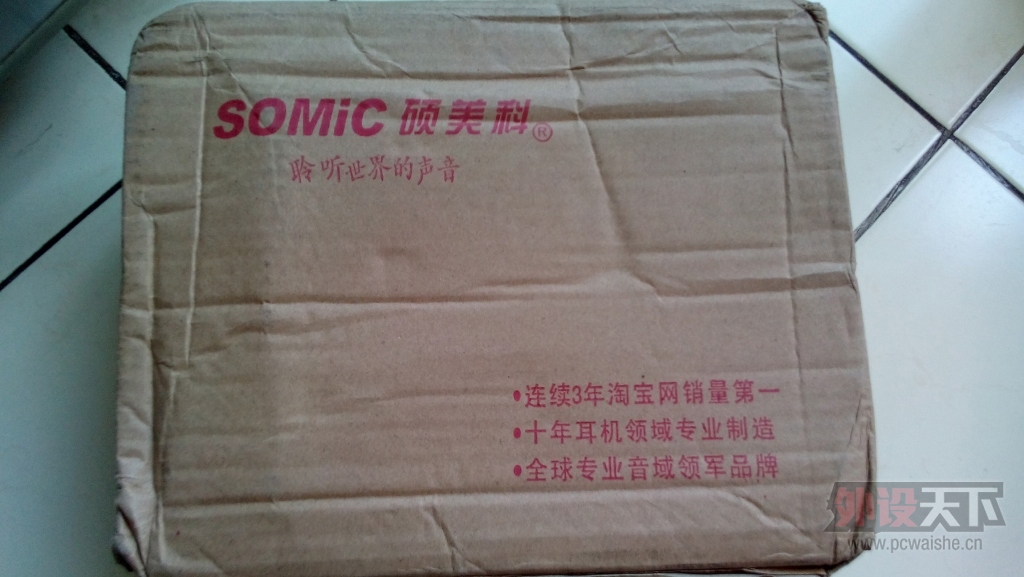 SOMiC 硕美科®
聆听世界的声音
•连续3年淘宝网销量第一
•十年耳机领域专业制造
•全球专业音域领军品牌
外设天下
www.pcwaishe.cn